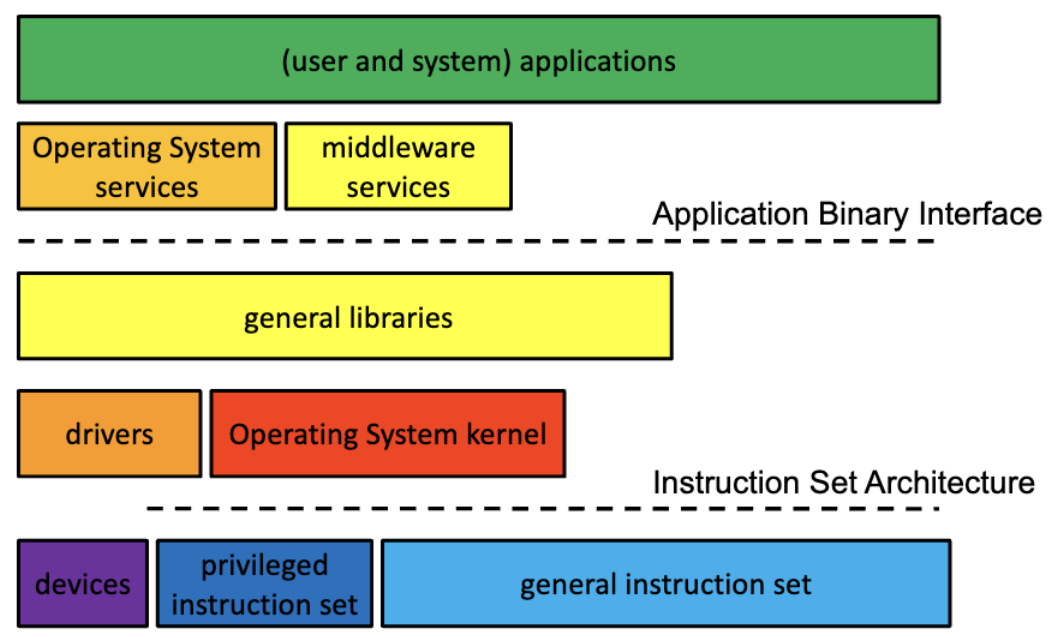 (user and system) applications
Operating System
services
middleware
services
Application Binary Interface
general libraries
drivers
Operating System kernel
Instruction Set Architecture
devices
privileged
instruction set
general instruction set